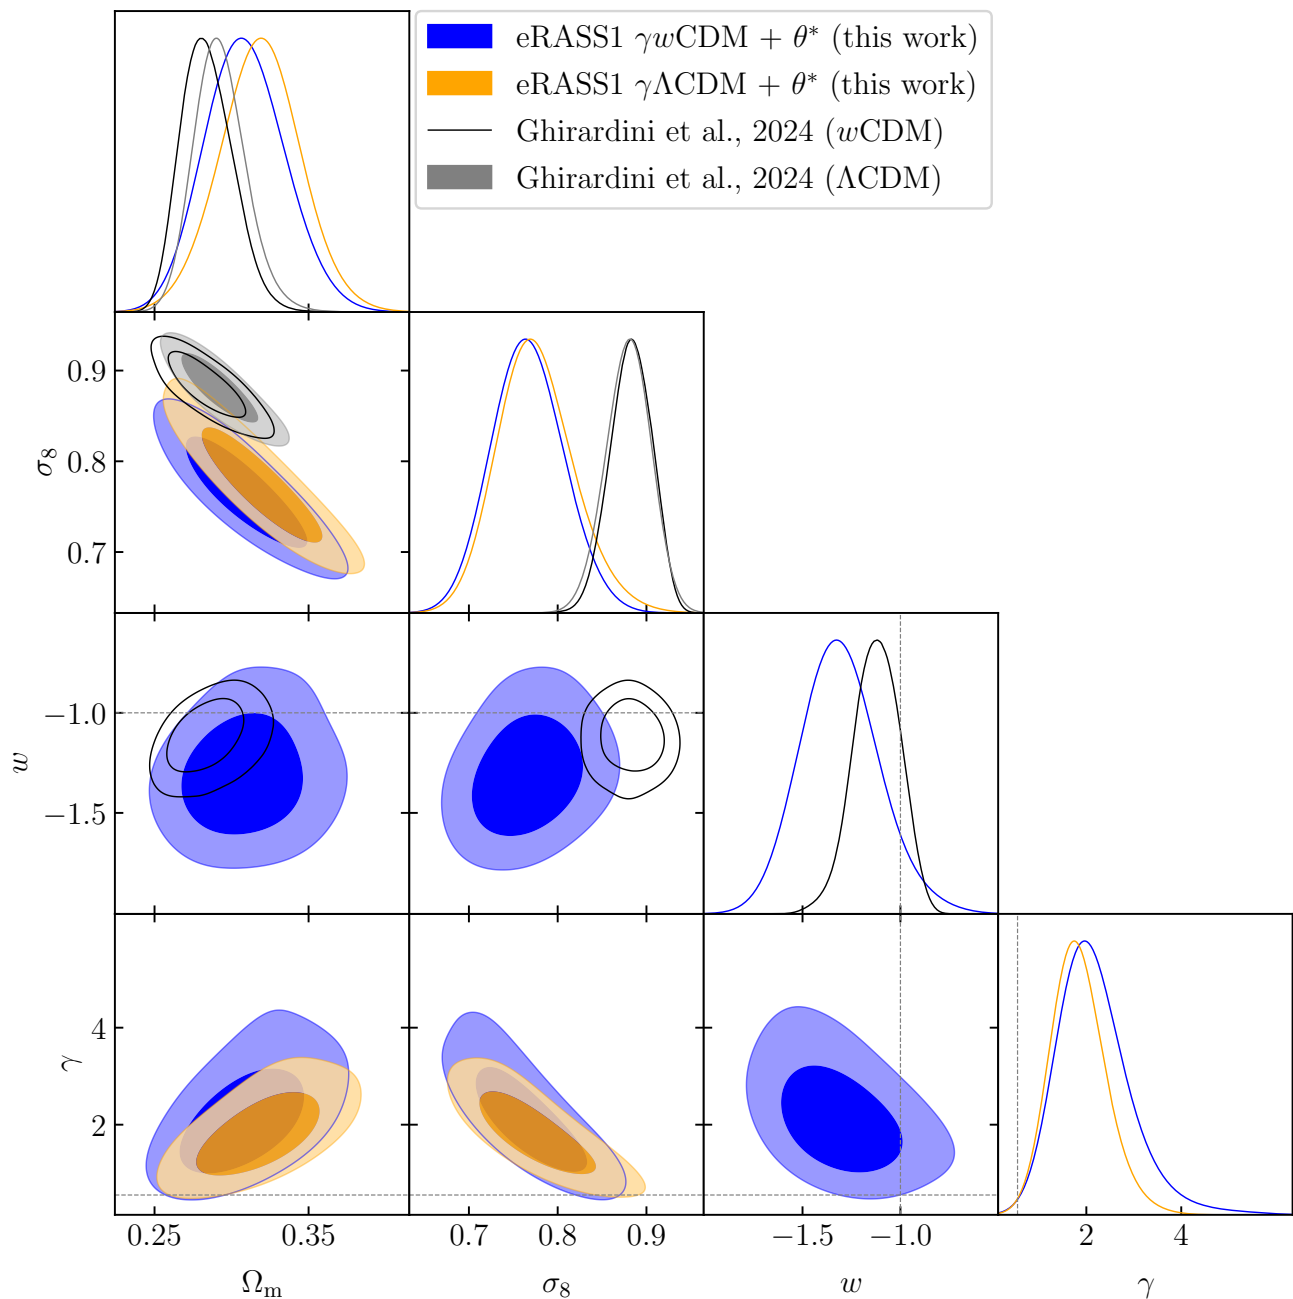 eRASS1 γwCDM + θ* (this work)
eRASS1 γΛCDM + θ* (this work)
Ghirardini et al., 2024 (wCDM)
Ghirardini et al., 2024 (ΛCDM)
0.9
0.8
0.7
σ₈
−1.0
−1.5
w
4
2
γ
0.25 0.35 0.7 0.8 0.9 −1.5 −1.0 2 4
Ωₘ σ₈ w γ